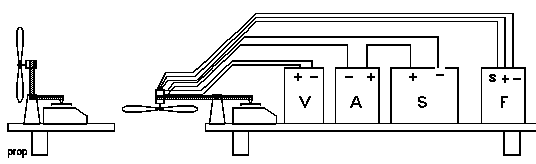 + − − + + − s + −
V A S F
prop